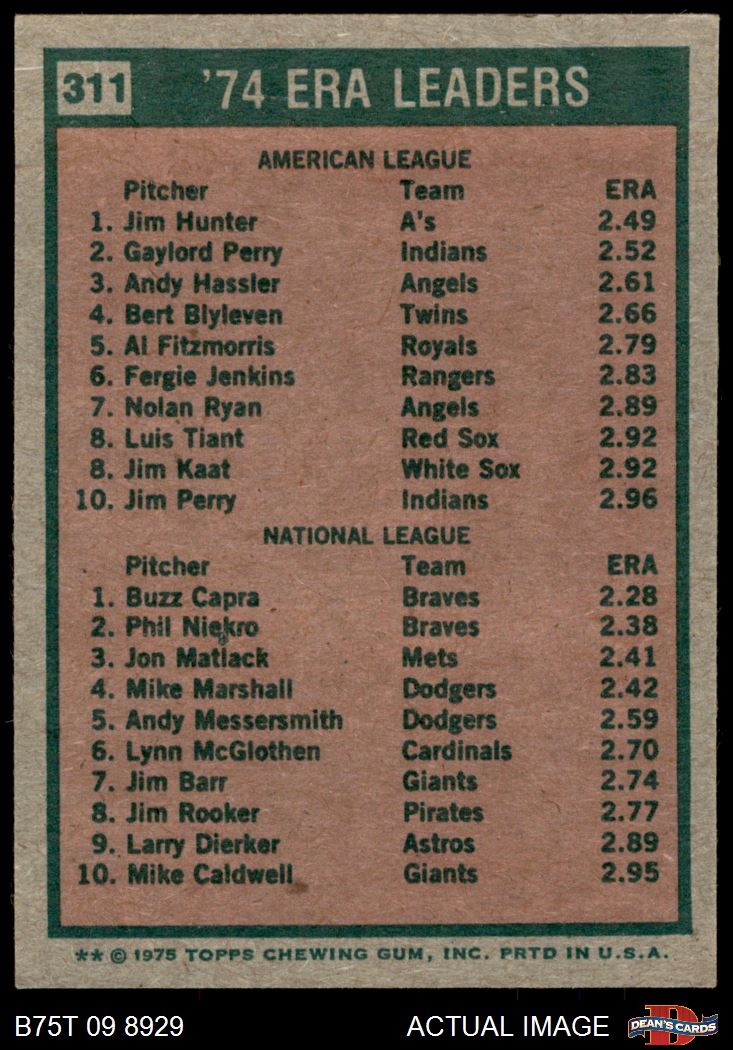 311 '74 ERA LEADERS
AMERICAN LEAGUE
Pitcher Team ERA
1. Jim Hunter A's 2.49
2. Gaylord Perry Indians 2.52
3. Andy Hassler Angels 2.61
4. Bert Blyleven Twins 2.66
5. Al Fitzmorris Royals 2.79
6. Fergie Jenkins Rangers 2.83
7. Nolan Ryan Angels 2.89
8. Luis Tiant Red Sox 2.92
8. Jim Kaat White Sox 2.92
10. Jim Perry Indians 2.96
NATIONAL LEAGUE
Pitcher Team ERA
1. Buzz Capra Braves 2.28
2. Phil Niekro Braves 2.38
3. Jon Matlack Mets 2.41
4. Mike Marshall Dodgers 2.42
5. Andy Messersmith Dodgers 2.59
6. Lynn McGlothen Cardinals 2.70
7. Jim Barr Giants 2.74
8. Jim Rooker Pirates 2.77
9. Larry Dierker Astros 2.89
10. Mike Caldwell Giants 2.95
** © 1975 TOPPS CHEWING GUM, INC. PRTD IN U.S.A.
B75T 09 8929 ACTUAL IMAGE D DEAN'S CARDS